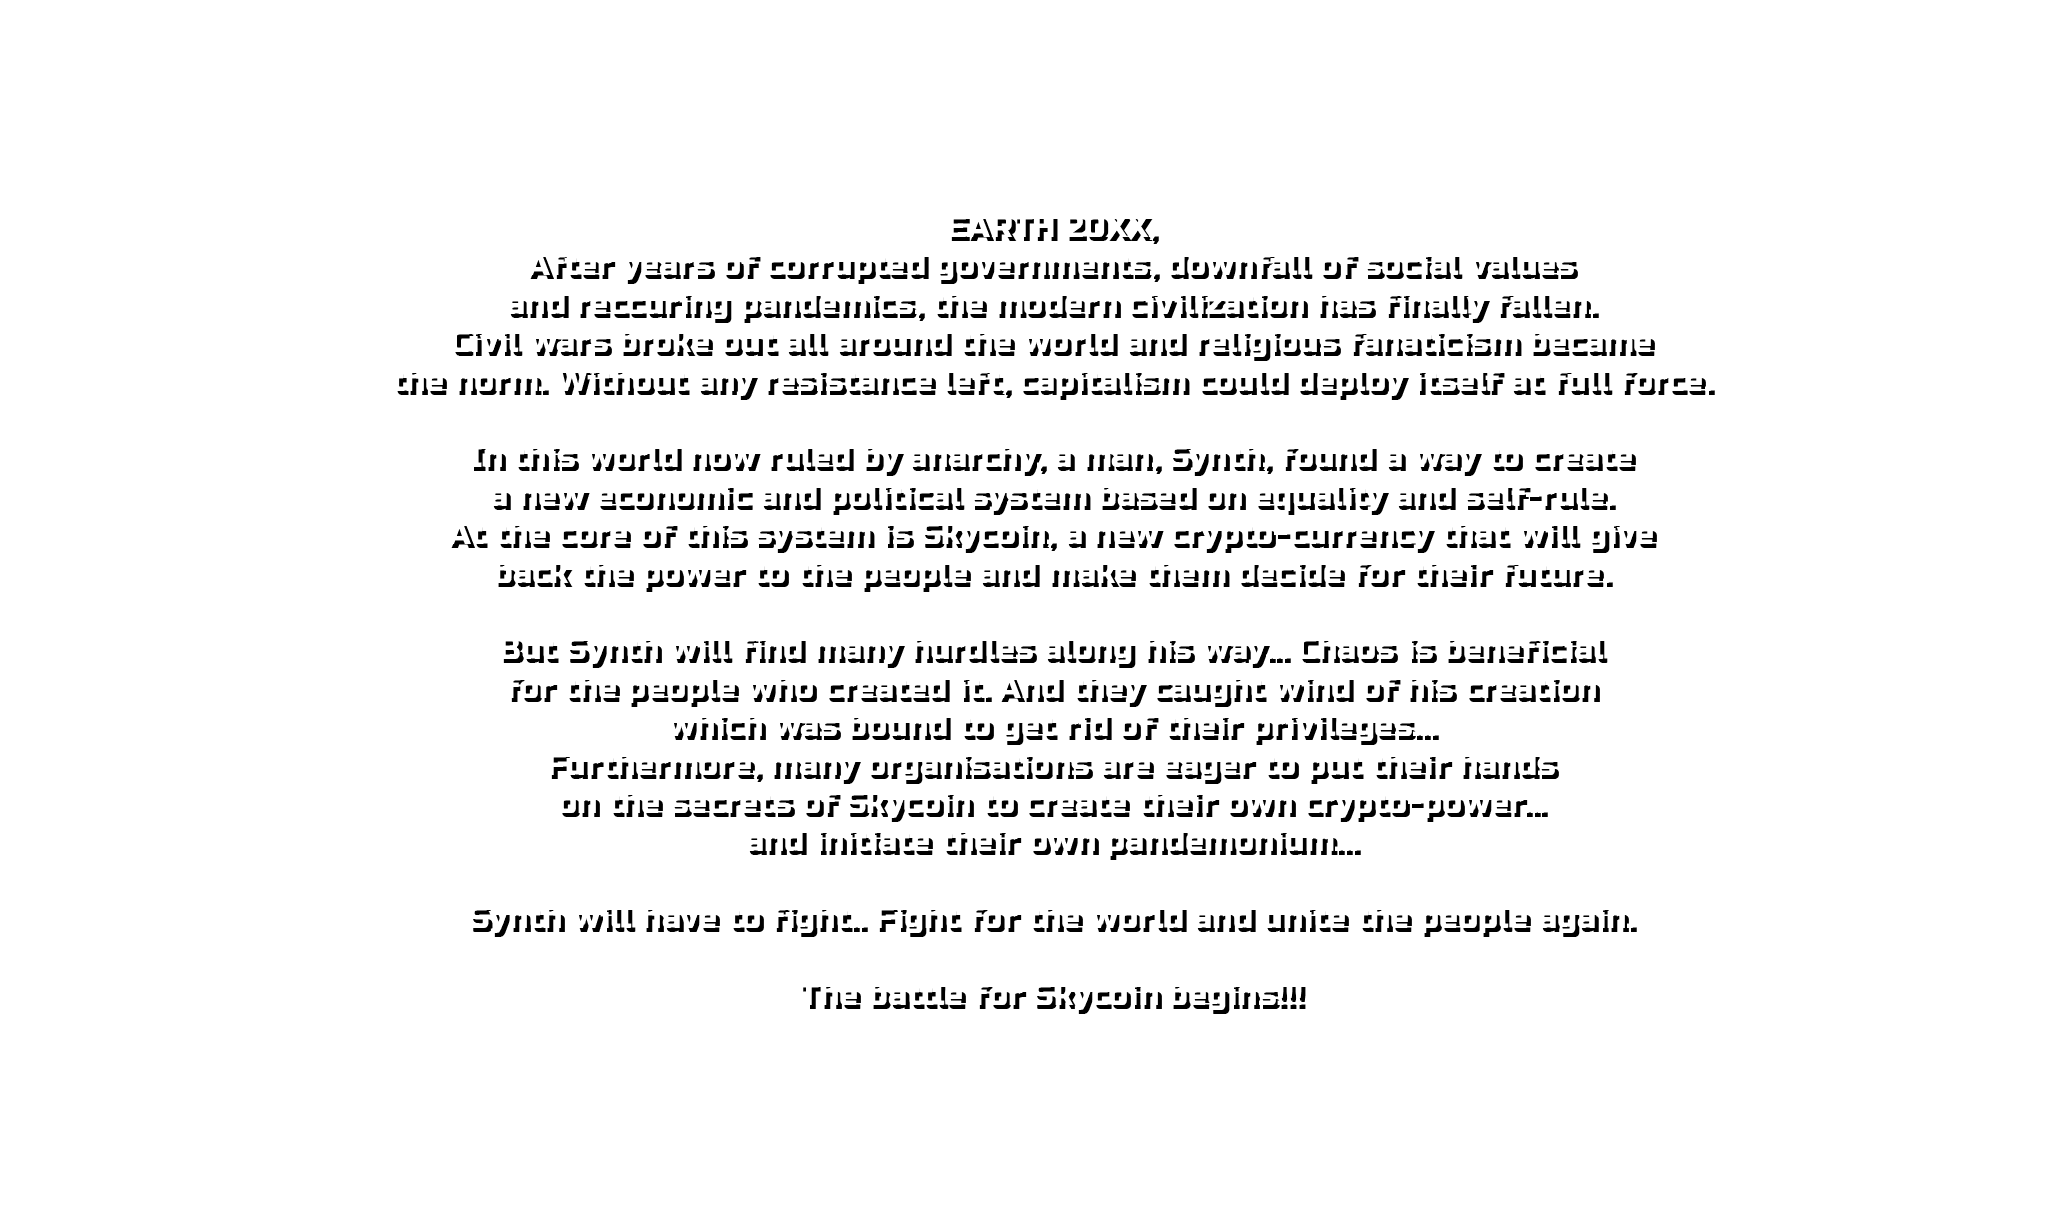 EARTH 20XX,
After years of corrupted governments, downfall of social values
and reccuring pandemics, the modern civilization has finally fallen.
Civil wars broke out all around the world and religious fanaticism became
the norm. Without any resistance left, capitalism could deploy itself at full force.
In this world now ruled by anarchy, a man, Synth, found a way to create
a new economic and political system based on equality and self-rule.
At the core of this system is Skycoin, a new crypto-currency that will give
back the power to the people and make them decide for their future.
But Synth will find many hurdles along his way... Chaos is beneficial
for the people who created it. And they caught wind of his creation
which was bound to get rid of their privileges...
Furthermore, many organisations are eager to put their hands
on the secrets of Skycoin to create their own crypto-power...
and initiate their own pandemonium...
Synth will have to fight.. Fight for the world and unite the people again.
The battle for Skycoin begins!!!